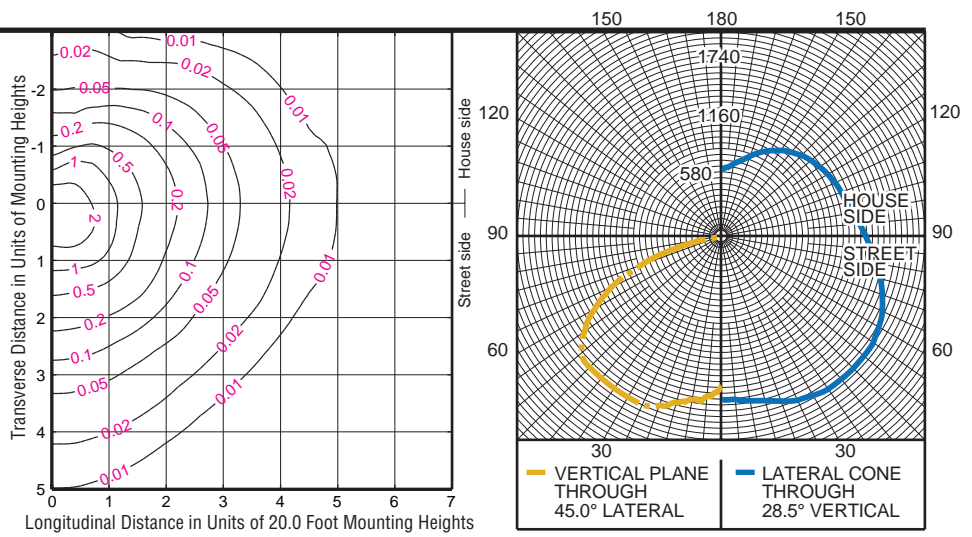 150 180 150
0.01
0.02
0.02
1740
-2
0.05
0.01
120
120
1160
0.2
0.1
0.05
-1
1
0.5
580
0.02
House side
HOUSE
SIDE
0
2
0.2
90
90
STREET
SIDE
Street side
1
1
0.1
0.01
0.5
0.05
2
0.2
0.02
60
60
0.1
3
0.05
0.01
4
0.02
30
30
0.01
5
0 1 2 3 4 5 6 7
Transverse Distance in Units of Mounting Heights
Longitudinal Distance in Units of 20.0 Foot Mounting Heights
VERTICAL PLANE
THROUGH
45.0° LATERAL
LATERAL CONE
THROUGH
28.5° VERTICAL